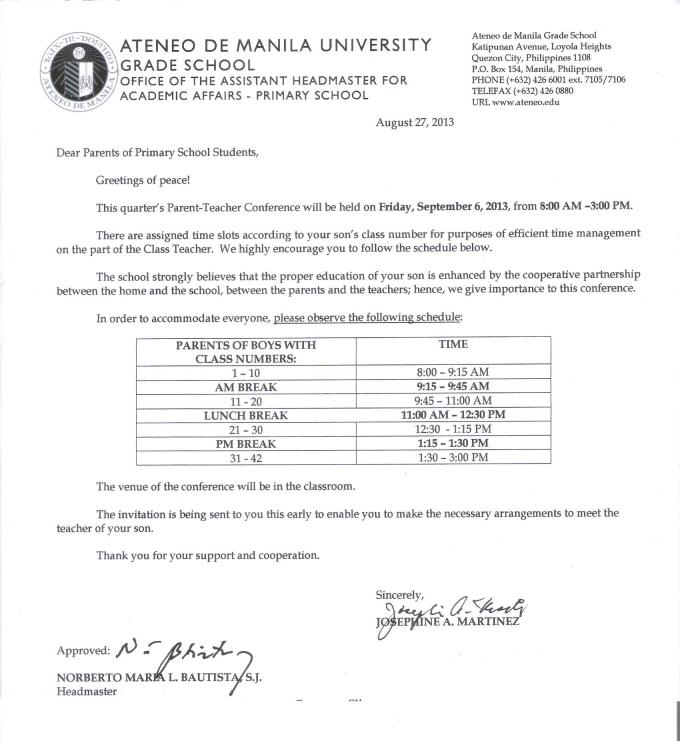 ATENEO DE MANILA
ATENEO DE MANILA UNIVERSITY
GRADE SCHOOL
OFFICE OF THE ASSISTANT HEADMASTER FOR
ACADEMIC AFFAIRS - PRIMARY SCHOOL
Ateneo de Manila Grade School
Katipunan Avenue, Loyola Heights
Quezon City, Philippines 1108
P.O. Box 154, Manila, Philippines
PHONE (+632) 426 6001 ext. 7105/7106
TELEFAX (+632) 426 0880
URL www.ateneo.edu
August 27, 2013
Dear Parents of Primary School Students,
Greetings of peace!
This quarter's Parent-Teacher Conference will be held on Friday, September 6, 2013, from 8:00 AM –3:00 PM.
There are assigned time slots according to your son's class number for purposes of efficient time management
on the part of the Class Teacher. We highly encourage you to follow the schedule below.
The school strongly believes that the proper education of your son is enhanced by the cooperative partnership
between the home and the school, between the parents and the teachers; hence, we give importance to this conference.
In order to accommodate everyone, please observe the following schedule:
PARENTS OF BOYS WITH TIME
CLASS NUMBERS:
1 – 10 8:00 – 9:15 AM
AM BREAK 9:15 – 9:45 AM
11 - 20 9:45 – 11:00 AM
LUNCH BREAK 11:00 AM – 12:30 PM
21 – 30 12:30 - 1:15 PM
PM BREAK 1:15 – 1:30 PM
31 - 42 1:30 – 3:00 PM
The venue of the conference will be in the classroom.
The invitation is being sent to you this early to enable you to make the necessary arrangements to meet the
teacher of your son.
Thank you for your support and cooperation.
Sincerely,
JOSEPHINE A. MARTINEZ
Approved:
NORBERTO MARIA L. BAUTISTA, S.J.
Headmaster